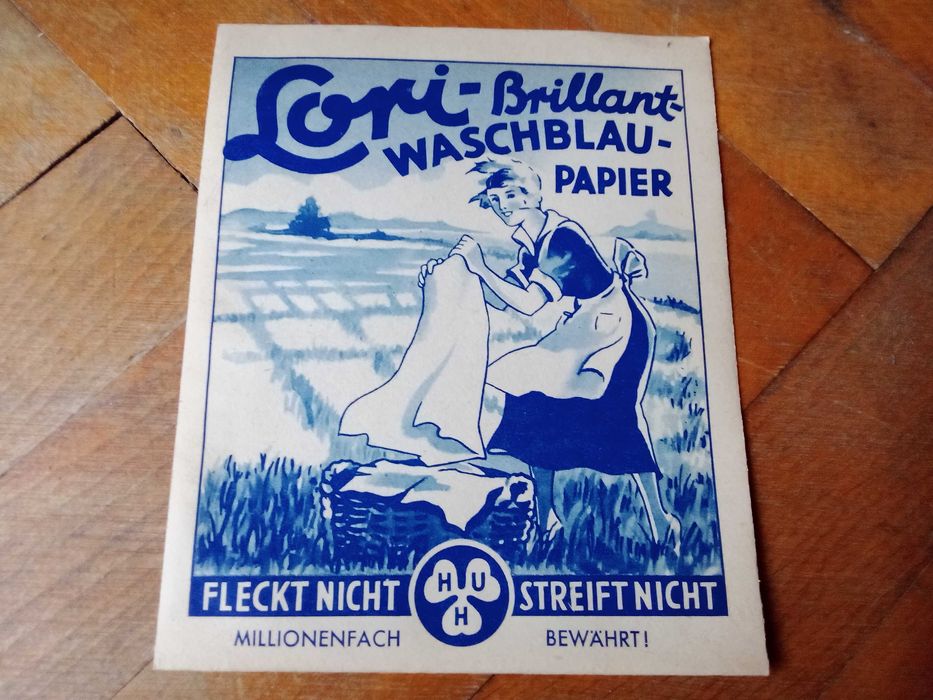 Lori-Brillant-
WASCHBLAU-
PAPIER
FLECKT NICHT STREIFT NICHT
H U
H
MILLIONENFACH BEWÄHRT!